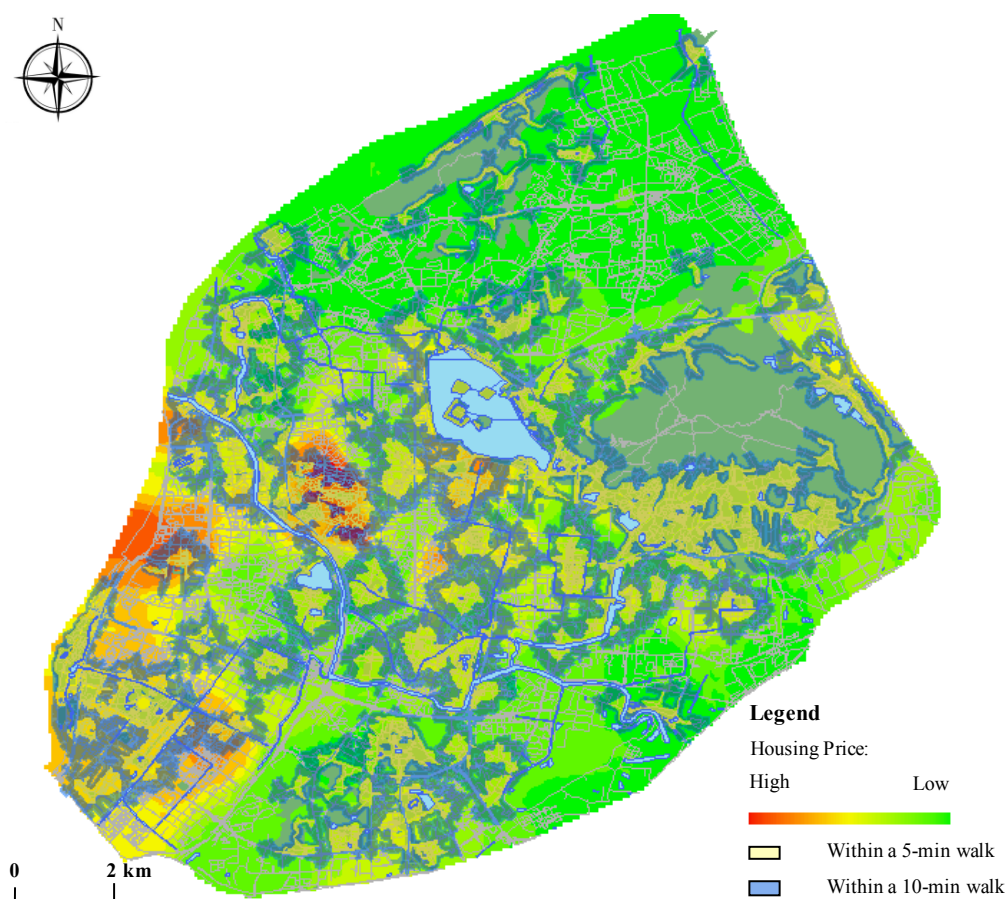 N
Legend
Housing Price:
High Low
Within a 5-min walk
0 2 km
Within a 10-min walk